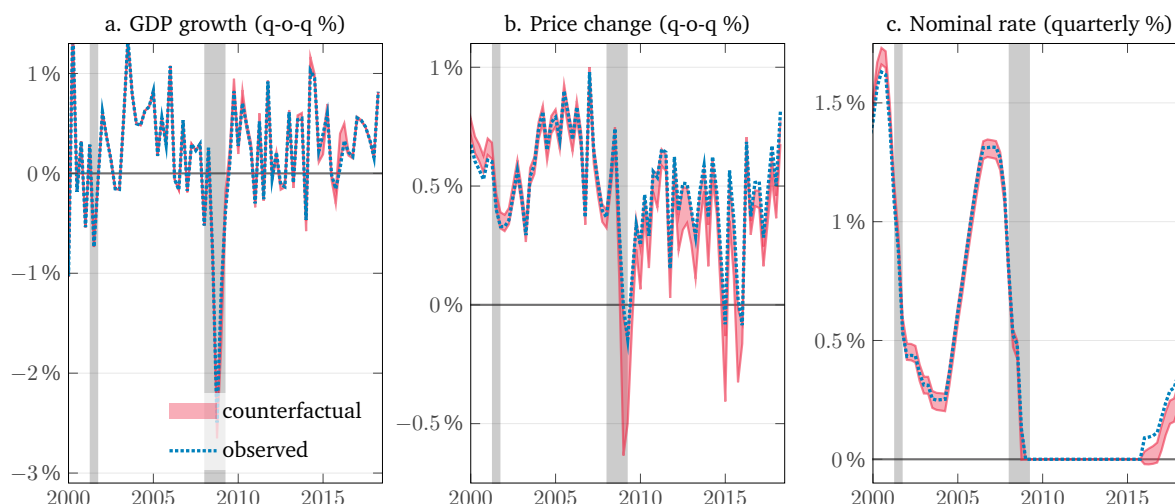 a. GDP growth (q-o-q %)
1 %
0 %
−1 %
−2 %
−3 %
2000 2005 2010 2015
counterfactual
observed
b. Price change (q-o-q %)
1 %
0.5 %
0 %
−0.5 %
2000 2005 2010 2015
c. Nominal rate (quarterly %)
1.5 %
1 %
0.5 %
0 %
2000 2005 2010 2015